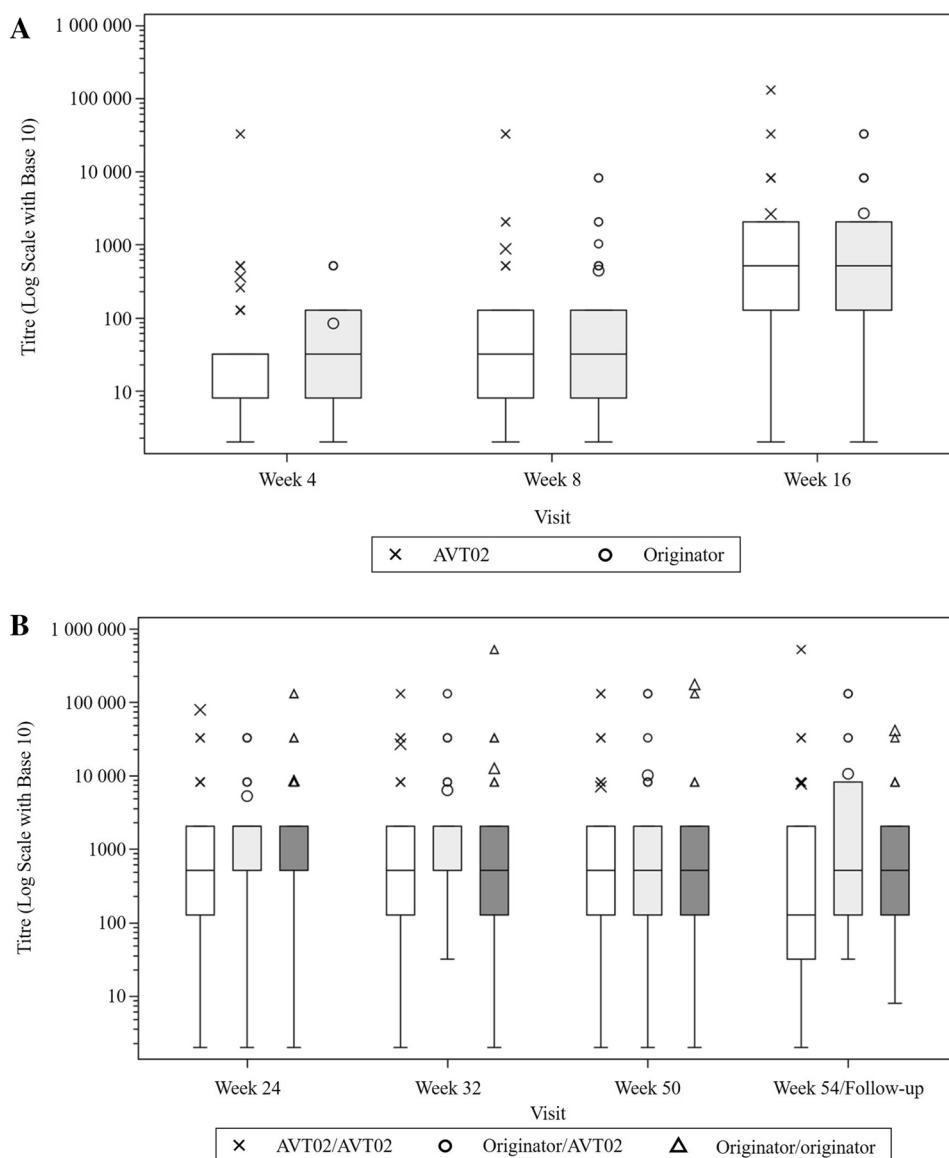 A
1 000 000
100 000
10 000
1000
100
10
Titre (Log Scale with Base 10)
Week 4 Week 8 Week 16
Visit
AVT02 Originator
B
1 000 000
100 000
10 000
1000
100
10
Titre (Log Scale with Base 10)
Week 24 Week 32 Week 50 Week 54/Follow-up
Visit
AVT02/AVT02 Originator/AVT02 Originator/originator